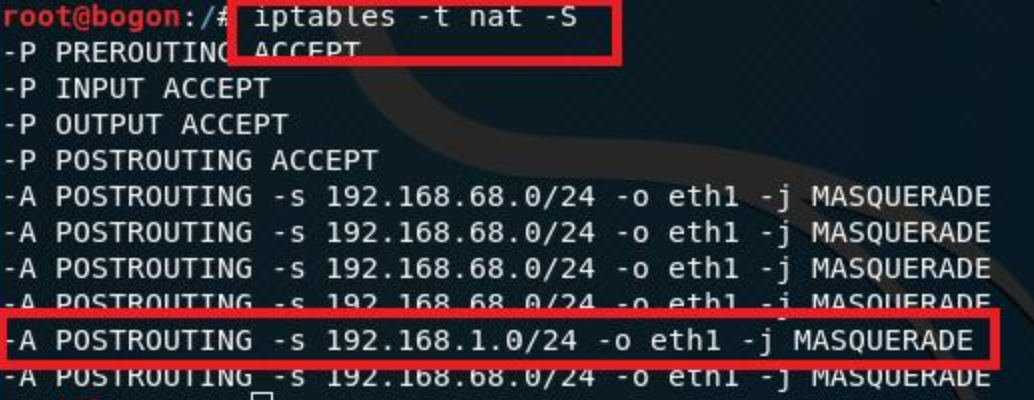 root@bogon:/# iptables -t nat -S
-P PREROUTING ACCEPT
-P INPUT ACCEPT
-P OUTPUT ACCEPT
-P POSTROUTING ACCEPT
-A POSTROUTING -s 192.168.68.0/24 -o eth1 -j MASQUERADE
-A POSTROUTING -s 192.168.68.0/24 -o eth1 -j MASQUERADE
-A POSTROUTING -s 192.168.68.0/24 -o eth1 -j MASQUERADE
-A POSTROUTING -s 192.168.68.0/24 -o eth1 -j MASQUERADE
-A POSTROUTING -s 192.168.1.0/24 -o eth1 -j MASQUERADE
-A POSTROUTING -s 192.168.68.0/24 -o eth1 -j MASQUERADE